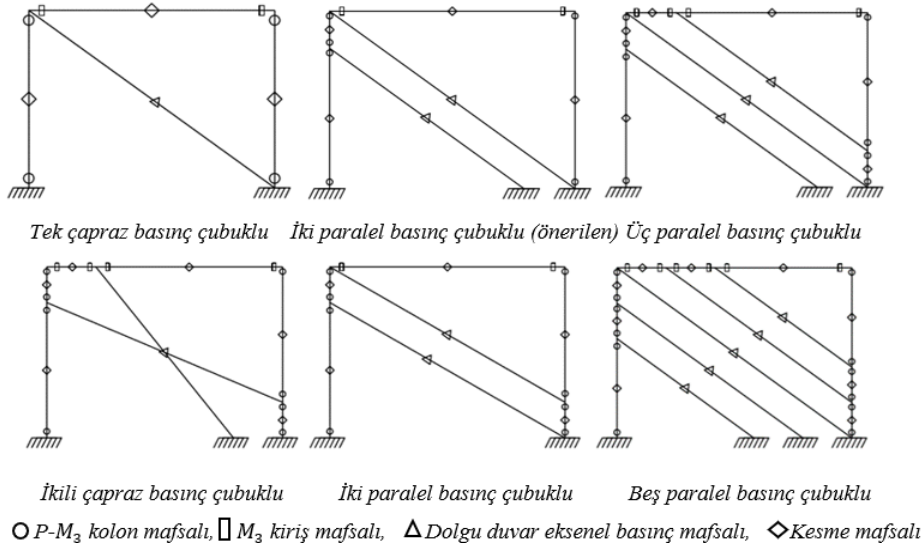 Tek çapraz basınç çubuklu İki paralel basınç çubuklu (önerilen) Üç paralel basınç çubuklu
İkili çapraz basınç çubuklu İki paralel basınç çubuklu Beş paralel basınç çubuklu
P-M₃ kolon mafsalı, M₃ kiriş mafsalı, Dolgu duvar eksenel basınç mafsalı, Kesme mafsalı